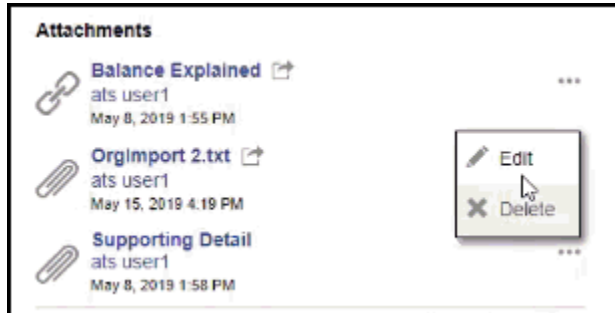 Attachments
Balance Explained
ats user1
May 8, 2019 1:55 PM
OrgImport 2.txt
ats user1
May 15, 2019 4:19 PM
Edit
Delete
Supporting Detail
ats user1
May 8, 2019 1:58 PM